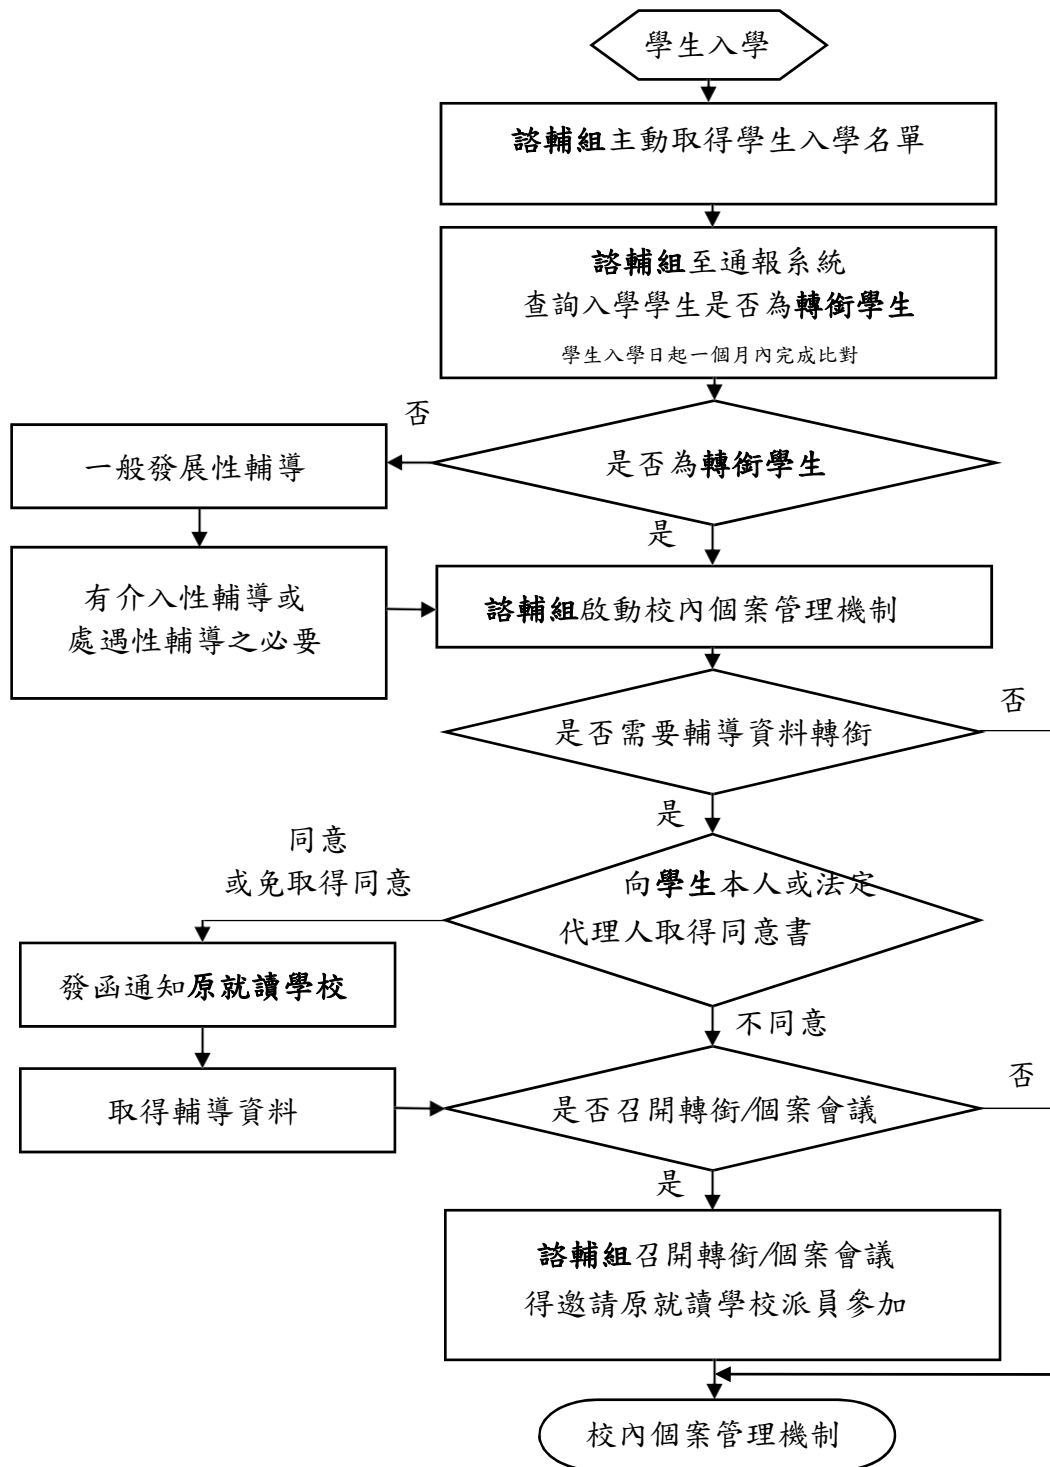 學生入學
諮輔組主動取得學生入學名單
諮輔組至通報系統
查詢入學學生是否為轉銜學生
學生入學日起一個月內完成比對
否
是否為轉銜學生
一般發展性輔導
是
有介入性輔導或
處遇性輔導之必要
諮輔組啟動校內個案管理機制
否
是否需要輔導資料轉銜
是
同意
或免取得同意
向學生本人或法定
代理人取得同意書
發函通知原就讀學校
不同意
取得輔導資料
是否召開轉銜/個案會議
否
是
諮輔組召開轉銜/個案會議
得邀請原就讀學校派員參加
校內個案管理機制